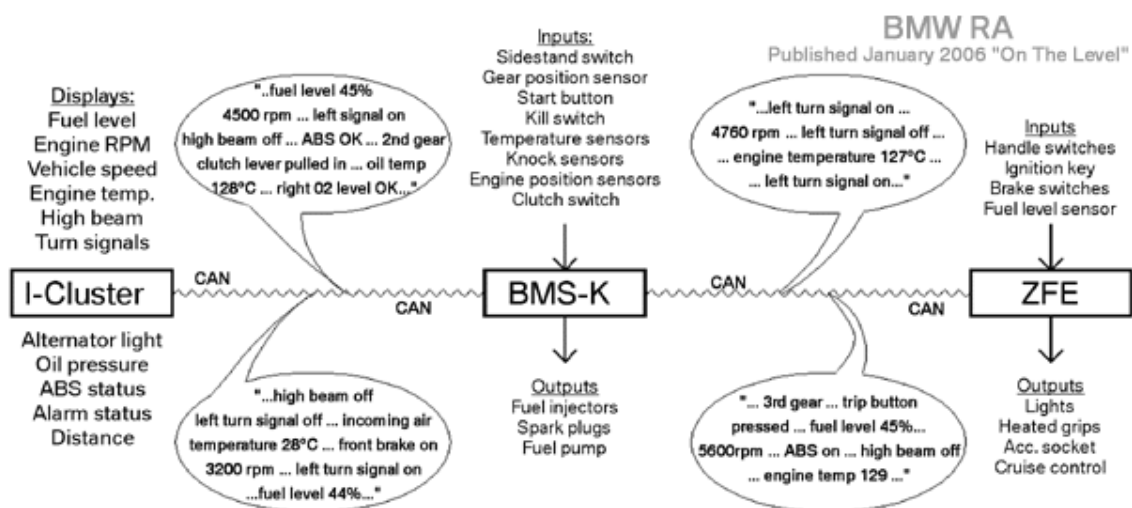 BMW RA
Published January 2006 "On The Level"
Displays:
Fuel level
Engine RPM
Vehicle speed
Engine temp.
High beam
Turn signals
I-Cluster
Alternator light
Oil pressure
ABS status
Alarm status
Distance
"..fuel level 45%
4500 rpm ... left signal on
high beam off ... ABS OK ... 2nd gear
clutch lever pulled in ... oil temp
128°C ... right 02 level OK..."
CAN
CAN
"...high beam off
left turn signal off ... incoming air
temperature 28°C ... front brake on
3200 rpm ... left turn signal on
...fuel level 44%..."
Inputs:
Sidestand switch
Gear position sensor
Start button
Kill switch
Temperature sensors
Knock sensors
Engine position sensors
Clutch switch
BMS-K
Outputs
Fuel injectors
Spark plugs
Fuel pump
"...left turn signal on ...
4760 rpm ... left turn signal off ...
... engine temperature 127°C ...
... left turn signal on..."
CAN
CAN
"... 3rd gear ... trip button
pressed ... fuel level 45%...
5600rpm ... ABS on ... high beam off
... engine temp 129 ..."
Inputs
Handle switches
Ignition key
Brake switches
Fuel level sensor
ZFE
Outputs
Lights
Heated grips
Acc. socket
Cruise control